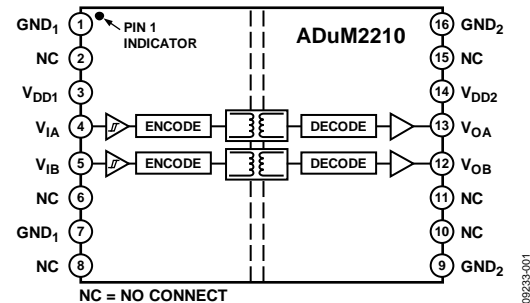 GND1 1 PIN 1 INDICATOR ADuM2210 16 GND2
NC 2 15 NC
VDD1 3 14 VDD2
VIA 4 ENCODE DECODE 13 VOA
VIB 5 ENCODE DECODE 12 VOB
NC 6 11 NC
GND1 7 10 NC
NC 8 9 GND2
NC = NO CONNECT
09233-001